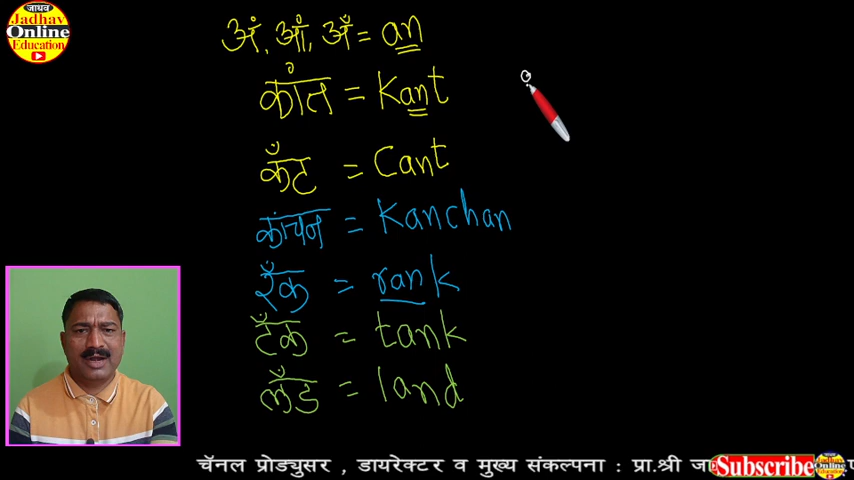 जाधव
Jadhav
Online
Education
अं, आँ, अँ = an
कांत = Kant
कँट = Cant
कांचन = Kanchan
रँक = rank
टँक = tank
लँड = land
चॅनल प्रोड्युसर , डायरेक्टर व मुख्य संकल्पना : प्रा.श्री
Subscribe